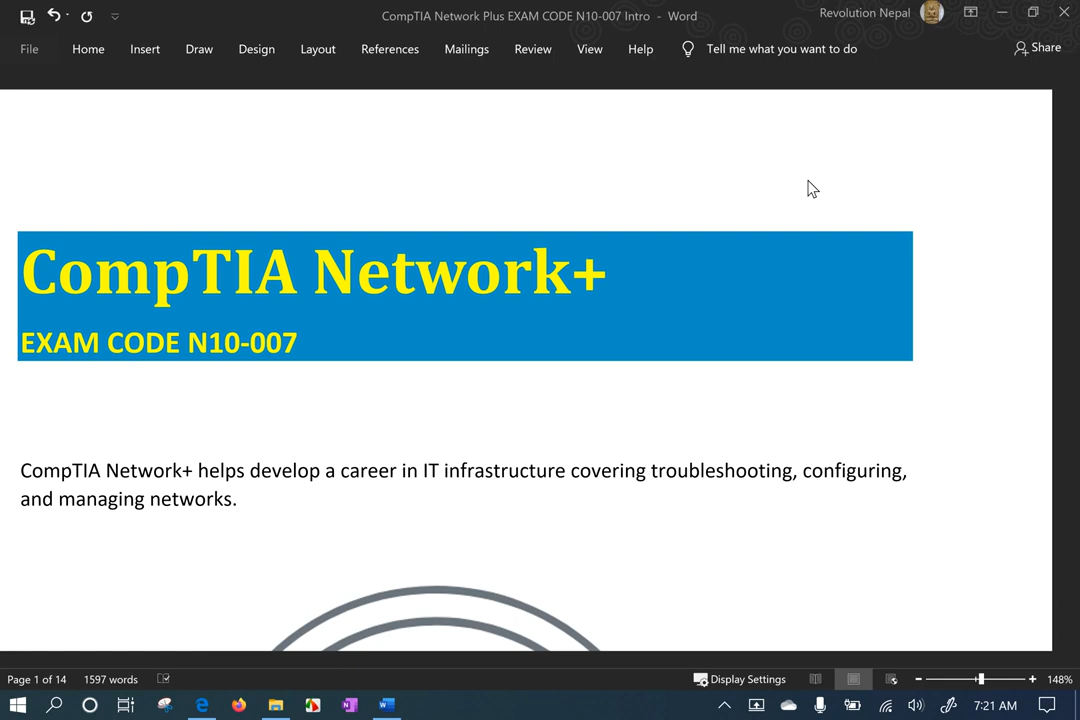 CompTIA Network Plus EXAM CODE N10-007 Intro - Word
Revolution Nepal
File Home Insert Draw Design Layout References Mailings Review View Help Tell me what you want to do Share
CompTIA Network+
EXAM CODE N10-007
CompTIA Network+ helps develop a career in IT infrastructure covering troubleshooting, configuring,
and managing networks.
Page 1 of 14 1597 words Display Settings 148%
7:21 AM